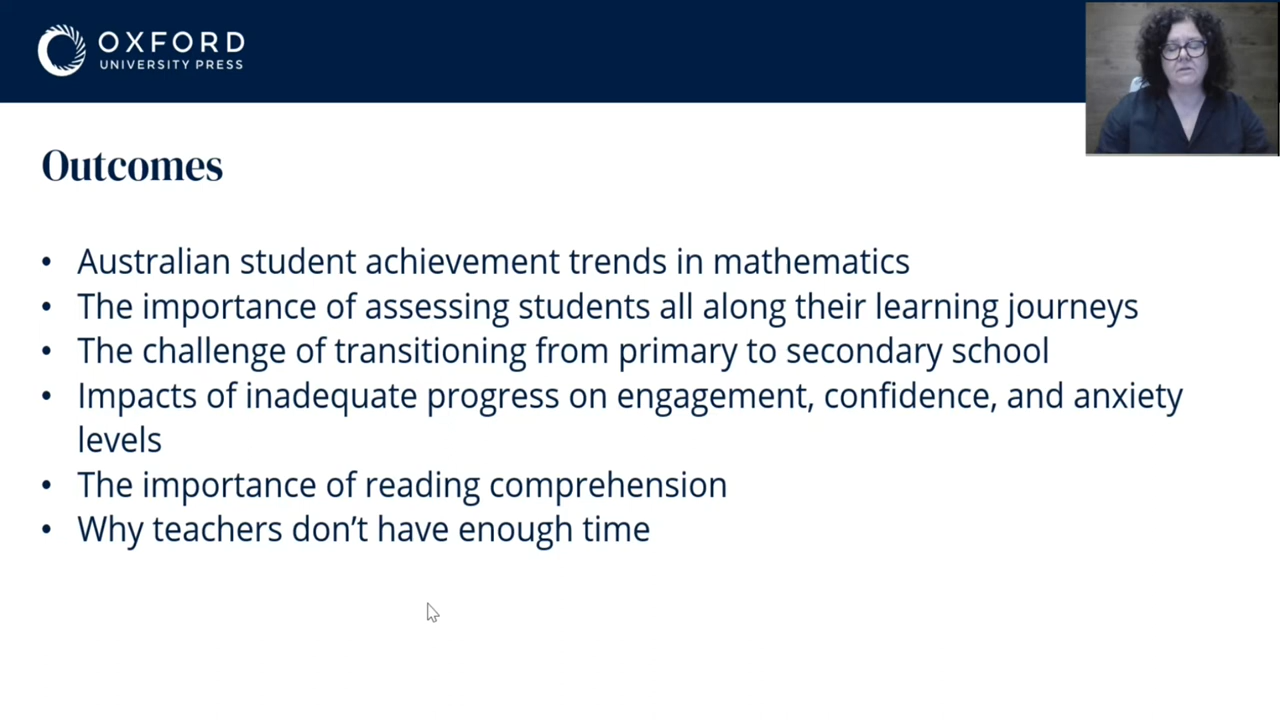 OXFORD
UNIVERSITY PRESS
Outcomes
• Australian student achievement trends in mathematics
• The importance of assessing students all along their learning journeys
• The challenge of transitioning from primary to secondary school
• Impacts of inadequate progress on engagement, confidence, and anxiety
levels
• The importance of reading comprehension
• Why teachers don’t have enough time